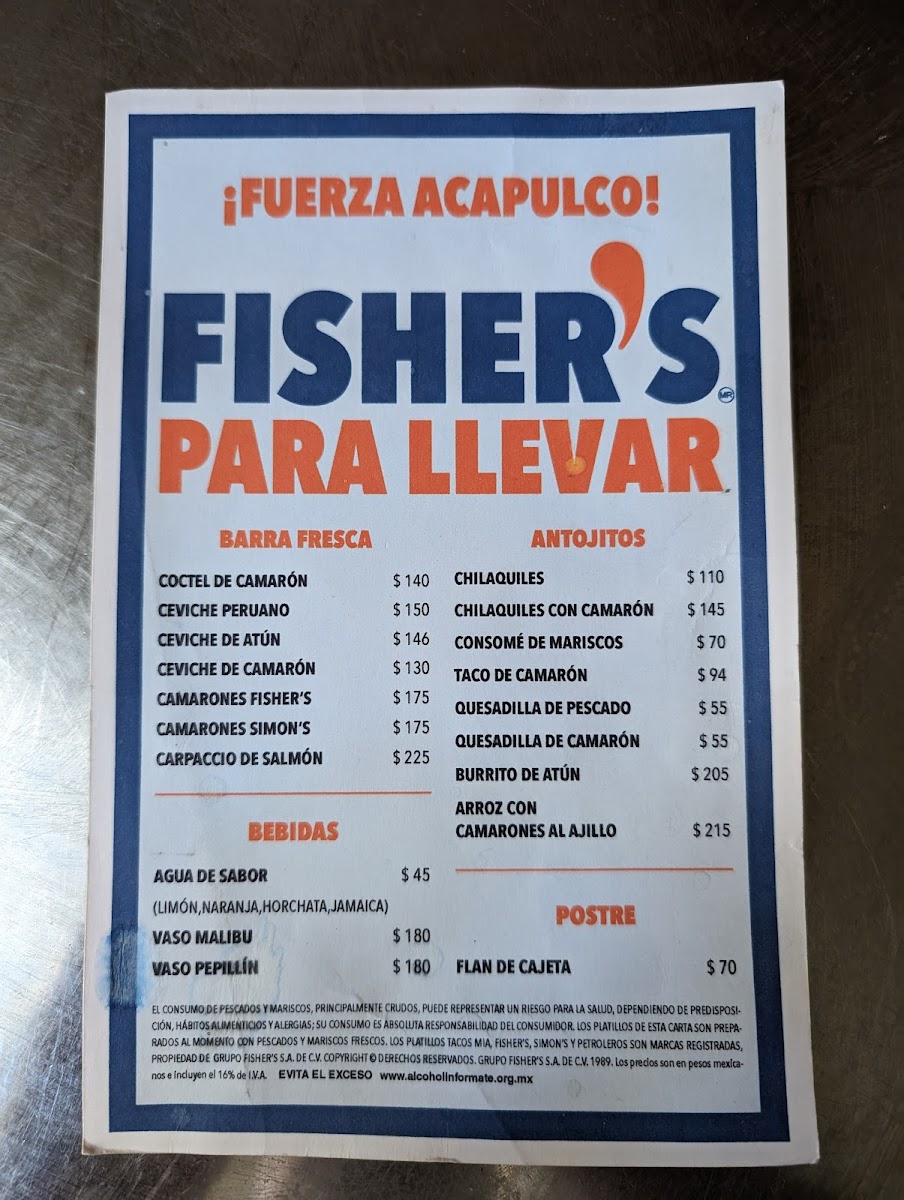 ¡FUERZA ACAPULCO!
FISHER'S
MR
PARA LLEVAR
BARRA FRESCA
COCTEL DE CAMARÓN $ 140
CEVICHE PERUANO $ 150
CEVICHE DE ATÚN $ 146
CEVICHE DE CAMARÓN $ 130
CAMARONES FISHER'S $ 175
CAMARONES SIMON'S $ 175
CARPACCIO DE SALMÓN $ 225
BEBIDAS
AGUA DE SABOR $ 45
(LIMÓN,NARANJA,HORCHATA,JAMAICA)
VASO MALIBU $ 180
VASO PEPILLÍN $ 180
ANTOJITOS
CHILAQUILES $ 110
CHILAQUILES CON CAMARÓN $ 145
CONSOMÉ DE MARISCOS $ 70
TACO DE CAMARÓN $ 94
QUESADILLA DE PESCADO $ 55
QUESADILLA DE CAMARÓN $ 55
BURRITO DE ATÚN $ 205
ARROZ CON
CAMARONES AL AJILLO $ 215
POSTRE
FLAN DE CAJETA $ 70
EL CONSUMO DE PESCADOS Y MARISCOS, PRINCIPALMENTE CRUDOS, PUEDE REPRESENTAR UN RIESGO PARA LA SALUD, DEPENDIENDO DE PREDISPOSI-
CIÓN, HÁBITOS ALIMENTICIOS Y ALERGIAS; SU CONSUMO ES ABSOLUTA RESPONSABILIDAD DEL CONSUMIDOR. LOS PLATILLOS DE ESTA CARTA SON PREPA-
RADOS AL MOMENTO CON PESCADOS Y MARISCOS FRESCOS. LOS PLATILLOS TACOS MIA, FISHER'S, SIMON'S Y PETROLEROS SON MARCAS REGISTRADAS,
PROPIEDAD DE GRUPO FISHER'S S.A. DE C.V. COPYRIGHT © DERECHOS RESERVADOS. GRUPO FISHER'S S.A. DE C.V. 1989. Los precios son en pesos mexica-
nos e incluyen el 16% de I.V.A. EVITA EL EXCESO www.alcoholinformate.org.mx